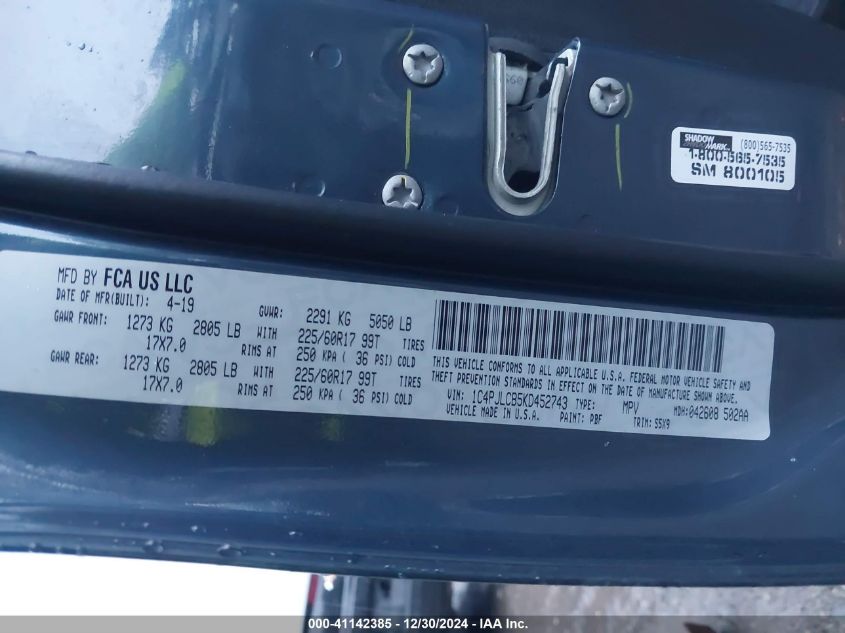 S60
SHADOW MARK (800)565-7535
1-800-565-7535
SM 800105
MFD BY FCA US LLC
DATE OF MFR(BUILT): 4-19 GVWR: 2291 KG 5050 LB
GAWR FRONT: 1273 KG 2805 LB WITH 225/60R17 99T TIRES
17X7.0 RIMS AT 250 KPA ( 36 PSI) COLD
GAWR REAR: 1273 KG 2805 LB WITH 225/60R17 99T TIRES
17X7.0 RIMS AT 250 KPA ( 36 PSI) COLD
THIS VEHICLE CONFORMS TO ALL APPLICABLE U.S.A. FEDERAL MOTOR VEHICLE SAFETY AND
THEFT PREVENTION STANDARDS IN EFFECT ON THE DATE OF MANUFACTURE SHOWN ABOVE.
VIN: 1C4PJLCB5KD452743 TYPE: MPV MDH:042608 502AA
VEHICLE MADE IN U.S.A. PAINT: PBF TRIM: S5X9
000-41142385 - 12/30/2024 - IAA Inc.